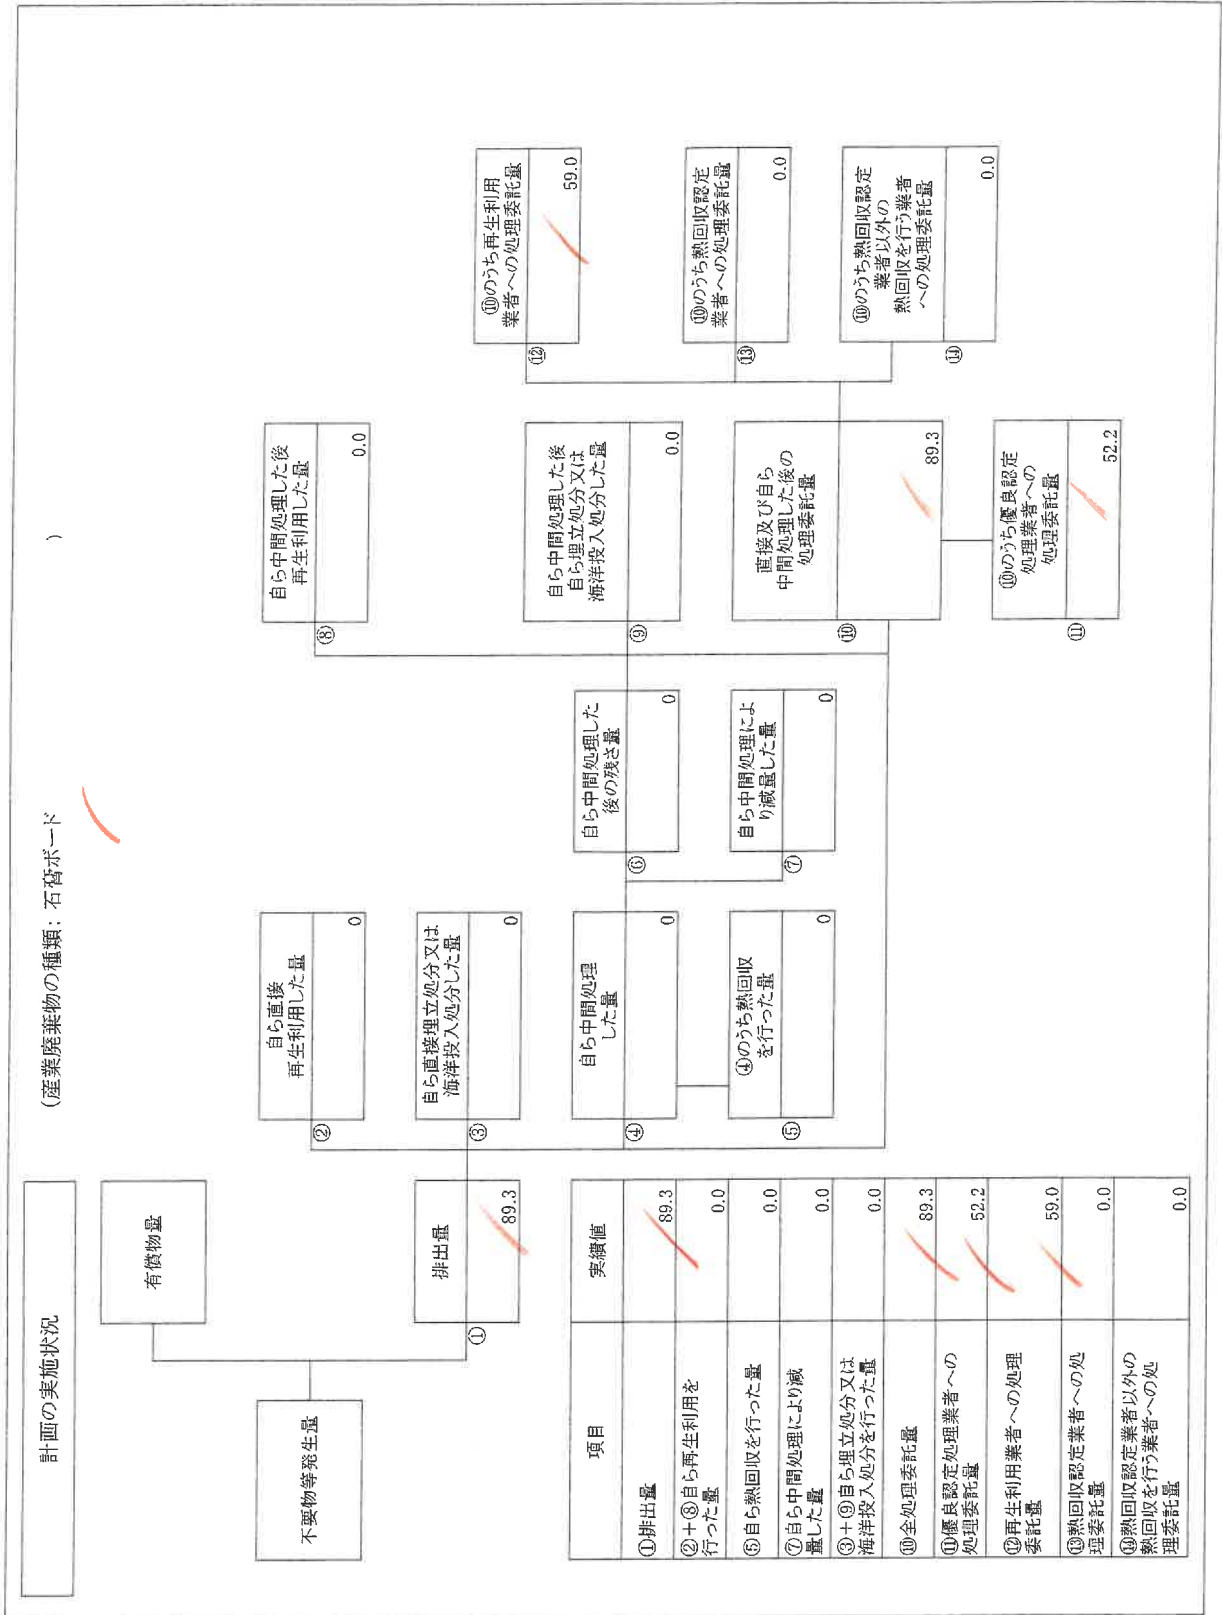 計画の実施状況
(産業廃棄物の種類: 石膏ボード
)
不要物等発生量
有償物量
①
排出量
89.3
②
自ら直接
再生利用した量
0
③
自ら直接埋立処分又は
海洋投入処分した量
0
④
自ら中間処理
した量
0
⑤
④のうち熱回収
を行った量
0
⑥
自ら中間処理した
後の残さ量
0
⑦
自ら中間処理によ
り減量した量
0
⑧
自ら中間処理した後
再生利用した量
0.0
⑨
自ら中間処理した後
自ら埋立処分又は
海洋投入処分した量
0.0
⑩
直接及び自ら
中間処理した後の
処理委託量
89.3
⑪
⑩のうち優良認定
処理業者への
処理委託量
52.2
⑫
⑩のうち再生利用
業者への処理委託量
59.0
⑬
⑩のうち熱回収認定
業者への処理委託量
0.0
⑭
⑩のうち熱回収認定
業者以外の
熱回収を行う業者
への処理委託量
0.0
項目 実績値
①排出量 89.3
②+⑧自ら再生利用を
行った量 0.0
⑤自ら熱回収を行った量 0.0
⑦自ら中間処理により減
量した量 0.0
③+⑨自ら埋立処分又は
海洋投入処分を行った量 0.0
⑩全処理委託量 89.3
⑪優良認定処理業者への
処理委託量 52.2
⑫再生利用業者への処理
委託量 59.0
⑬熱回収認定業者への処
理委託量 0.0
⑭熱回収認定業者以外の
熱回収を行う業者への処
理委託量 0.0